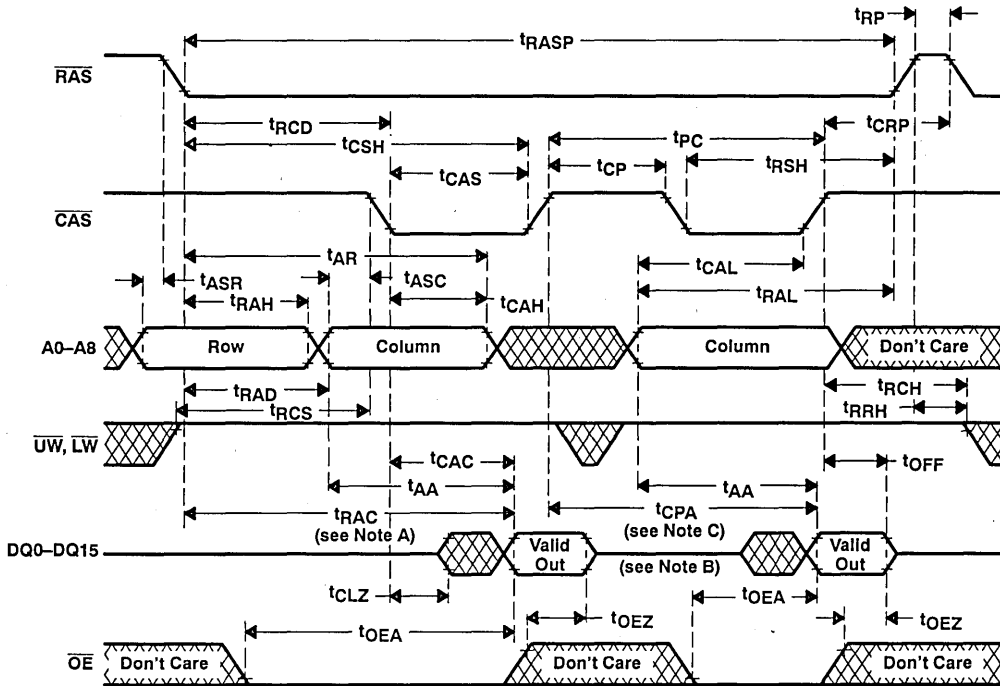 tRP
tRASP
RAS
tRCD
tCRP
tCSH
tPC
tCAS
tCP
tRSH
CAS
tAR
tCAL
tASR
tASC
tRAH
tCAH
tRAL
A0–A8
Row
Column
Column
Don't Care
tRAD
tRCH
tRCS
tRRH
UW, LW
tCAC
tOFF
tAA
tAA
tRAC
tCPA
(see Note A)
(see Note C)
DQ0–DQ15
Valid Out
(see Note B)
Valid Out
tCLZ
tOEA
tOEA
tOEZ
tOEZ
OE
Don't Care
Don't Care
Don't Care